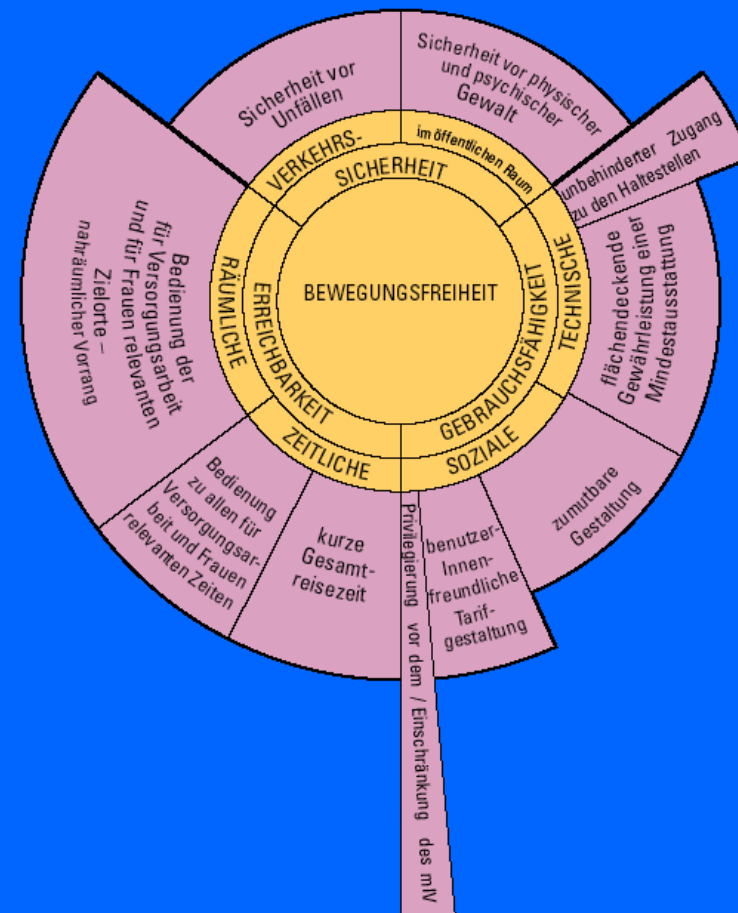 BEWEGUNGSFREIHEIT
SICHERHEIT
VERKEHRS-
im öffentlichen Raum
Sicherheit vor
Unfällen
Sicherheit vor physischer
und psychischer
Gewalt
GEBRAUCHSFÄHIGKEIT
TECHNISCHE
unbehinderter Zugang
zu den Haltestellen
flächendeckende
Gewährleistung einer
Mindestausstattung
SOZIALE
zumutbare
Gestaltung
benutzer-
Innen-
freundliche
Tarif-
gestaltung
Privilegierung vor dem / Einschränkung des mIV
ERREICHBARKEIT
ZEITLICHE
kurze
Gesamt-
reisezeit
Bedienung
zu allen für
Versorgungsar-
beit und Frauen
relevanten Zeiten
RÄUMLICHE
Bedienung der
für Versorgungsarbeit
und für Frauen relevanten
Zielorte –
nahräumlicher Vorrang